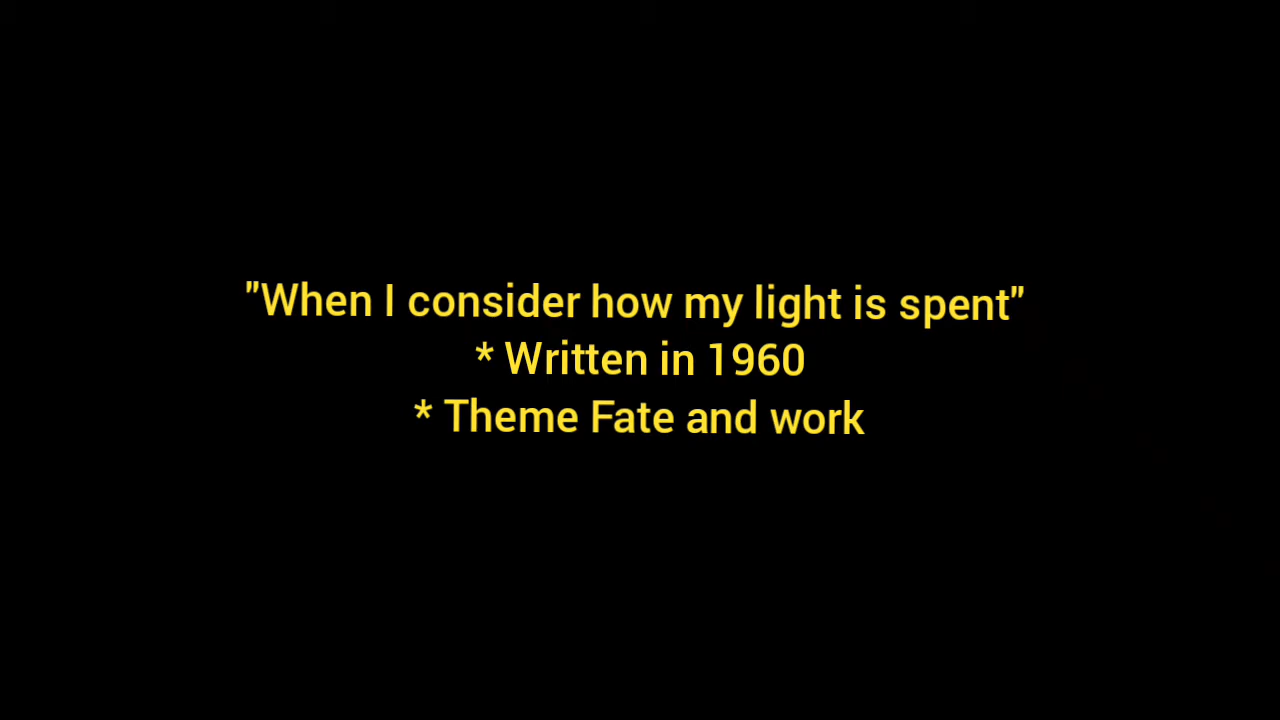 "When I consider how my light is spent"
* Written in 1960
* Theme Fate and work